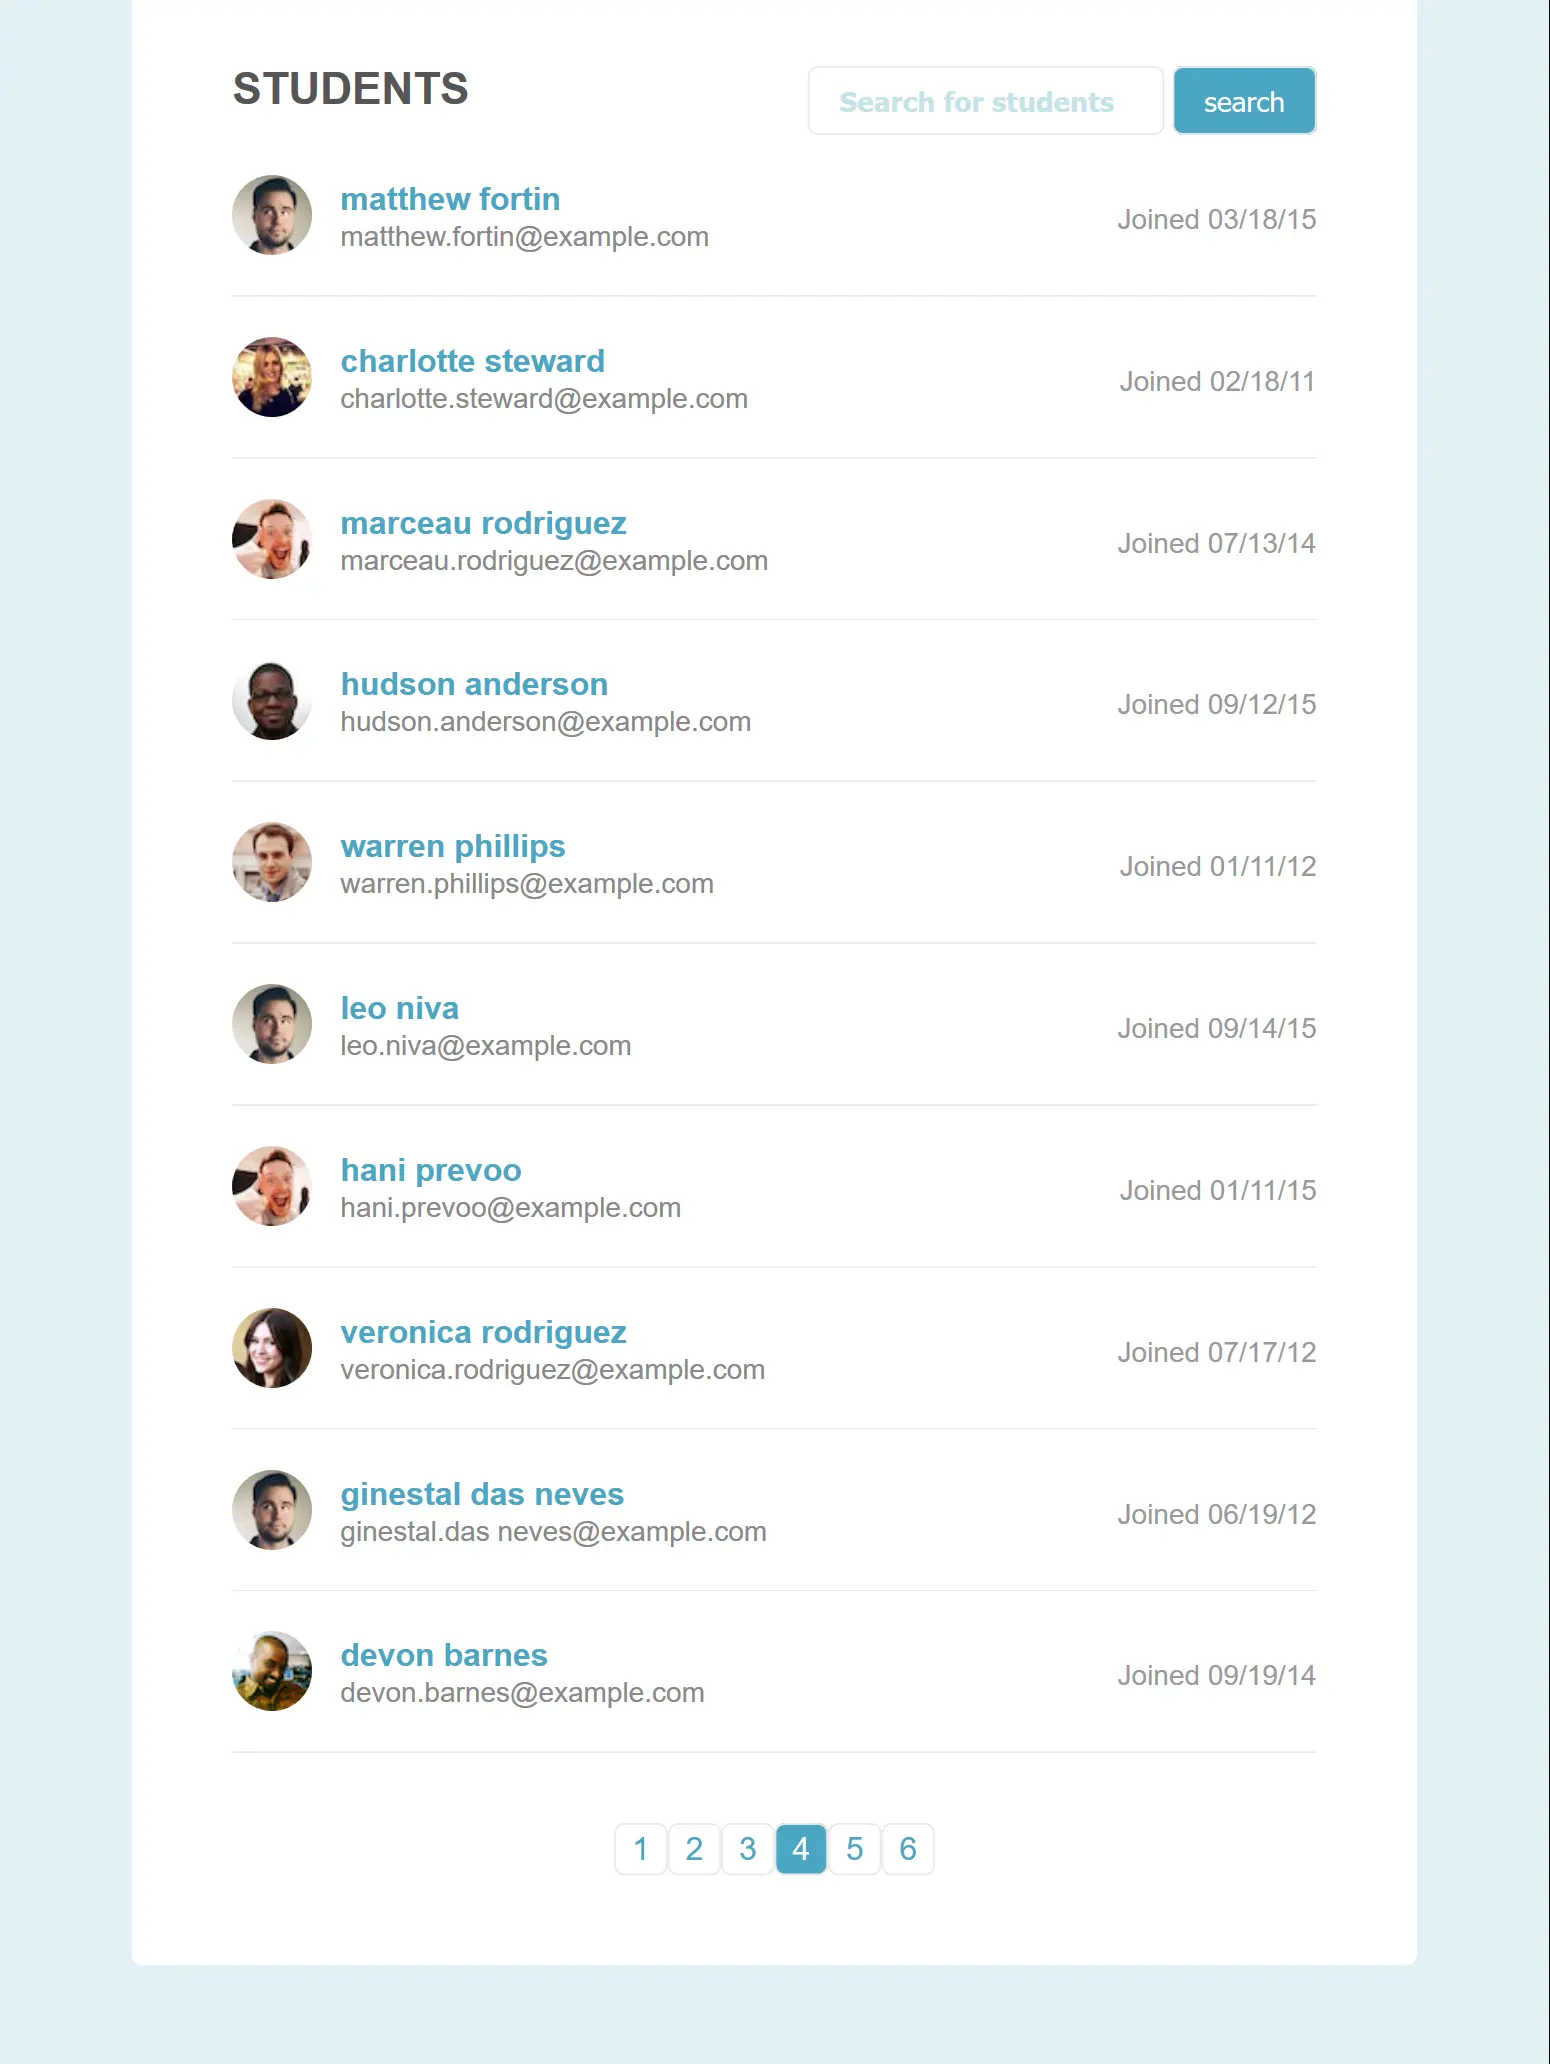 STUDENTS
Search for students
search
matthew fortin
matthew.fortin@example.com
Joined 03/18/15
charlotte steward
charlotte.steward@example.com
Joined 02/18/11
marceau rodriguez
marceau.rodriguez@example.com
Joined 07/13/14
hudson anderson
hudson.anderson@example.com
Joined 09/12/15
warren phillips
warren.phillips@example.com
Joined 01/11/12
leo niva
leo.niva@example.com
Joined 09/14/15
hani prevoo
hani.prevoo@example.com
Joined 01/11/15
veronica rodriguez
veronica.rodriguez@example.com
Joined 07/17/12
ginestal das neves
ginestal.das neves@example.com
Joined 06/19/12
devon barnes
devon.barnes@example.com
Joined 09/19/14
1 2 3 4 5 6